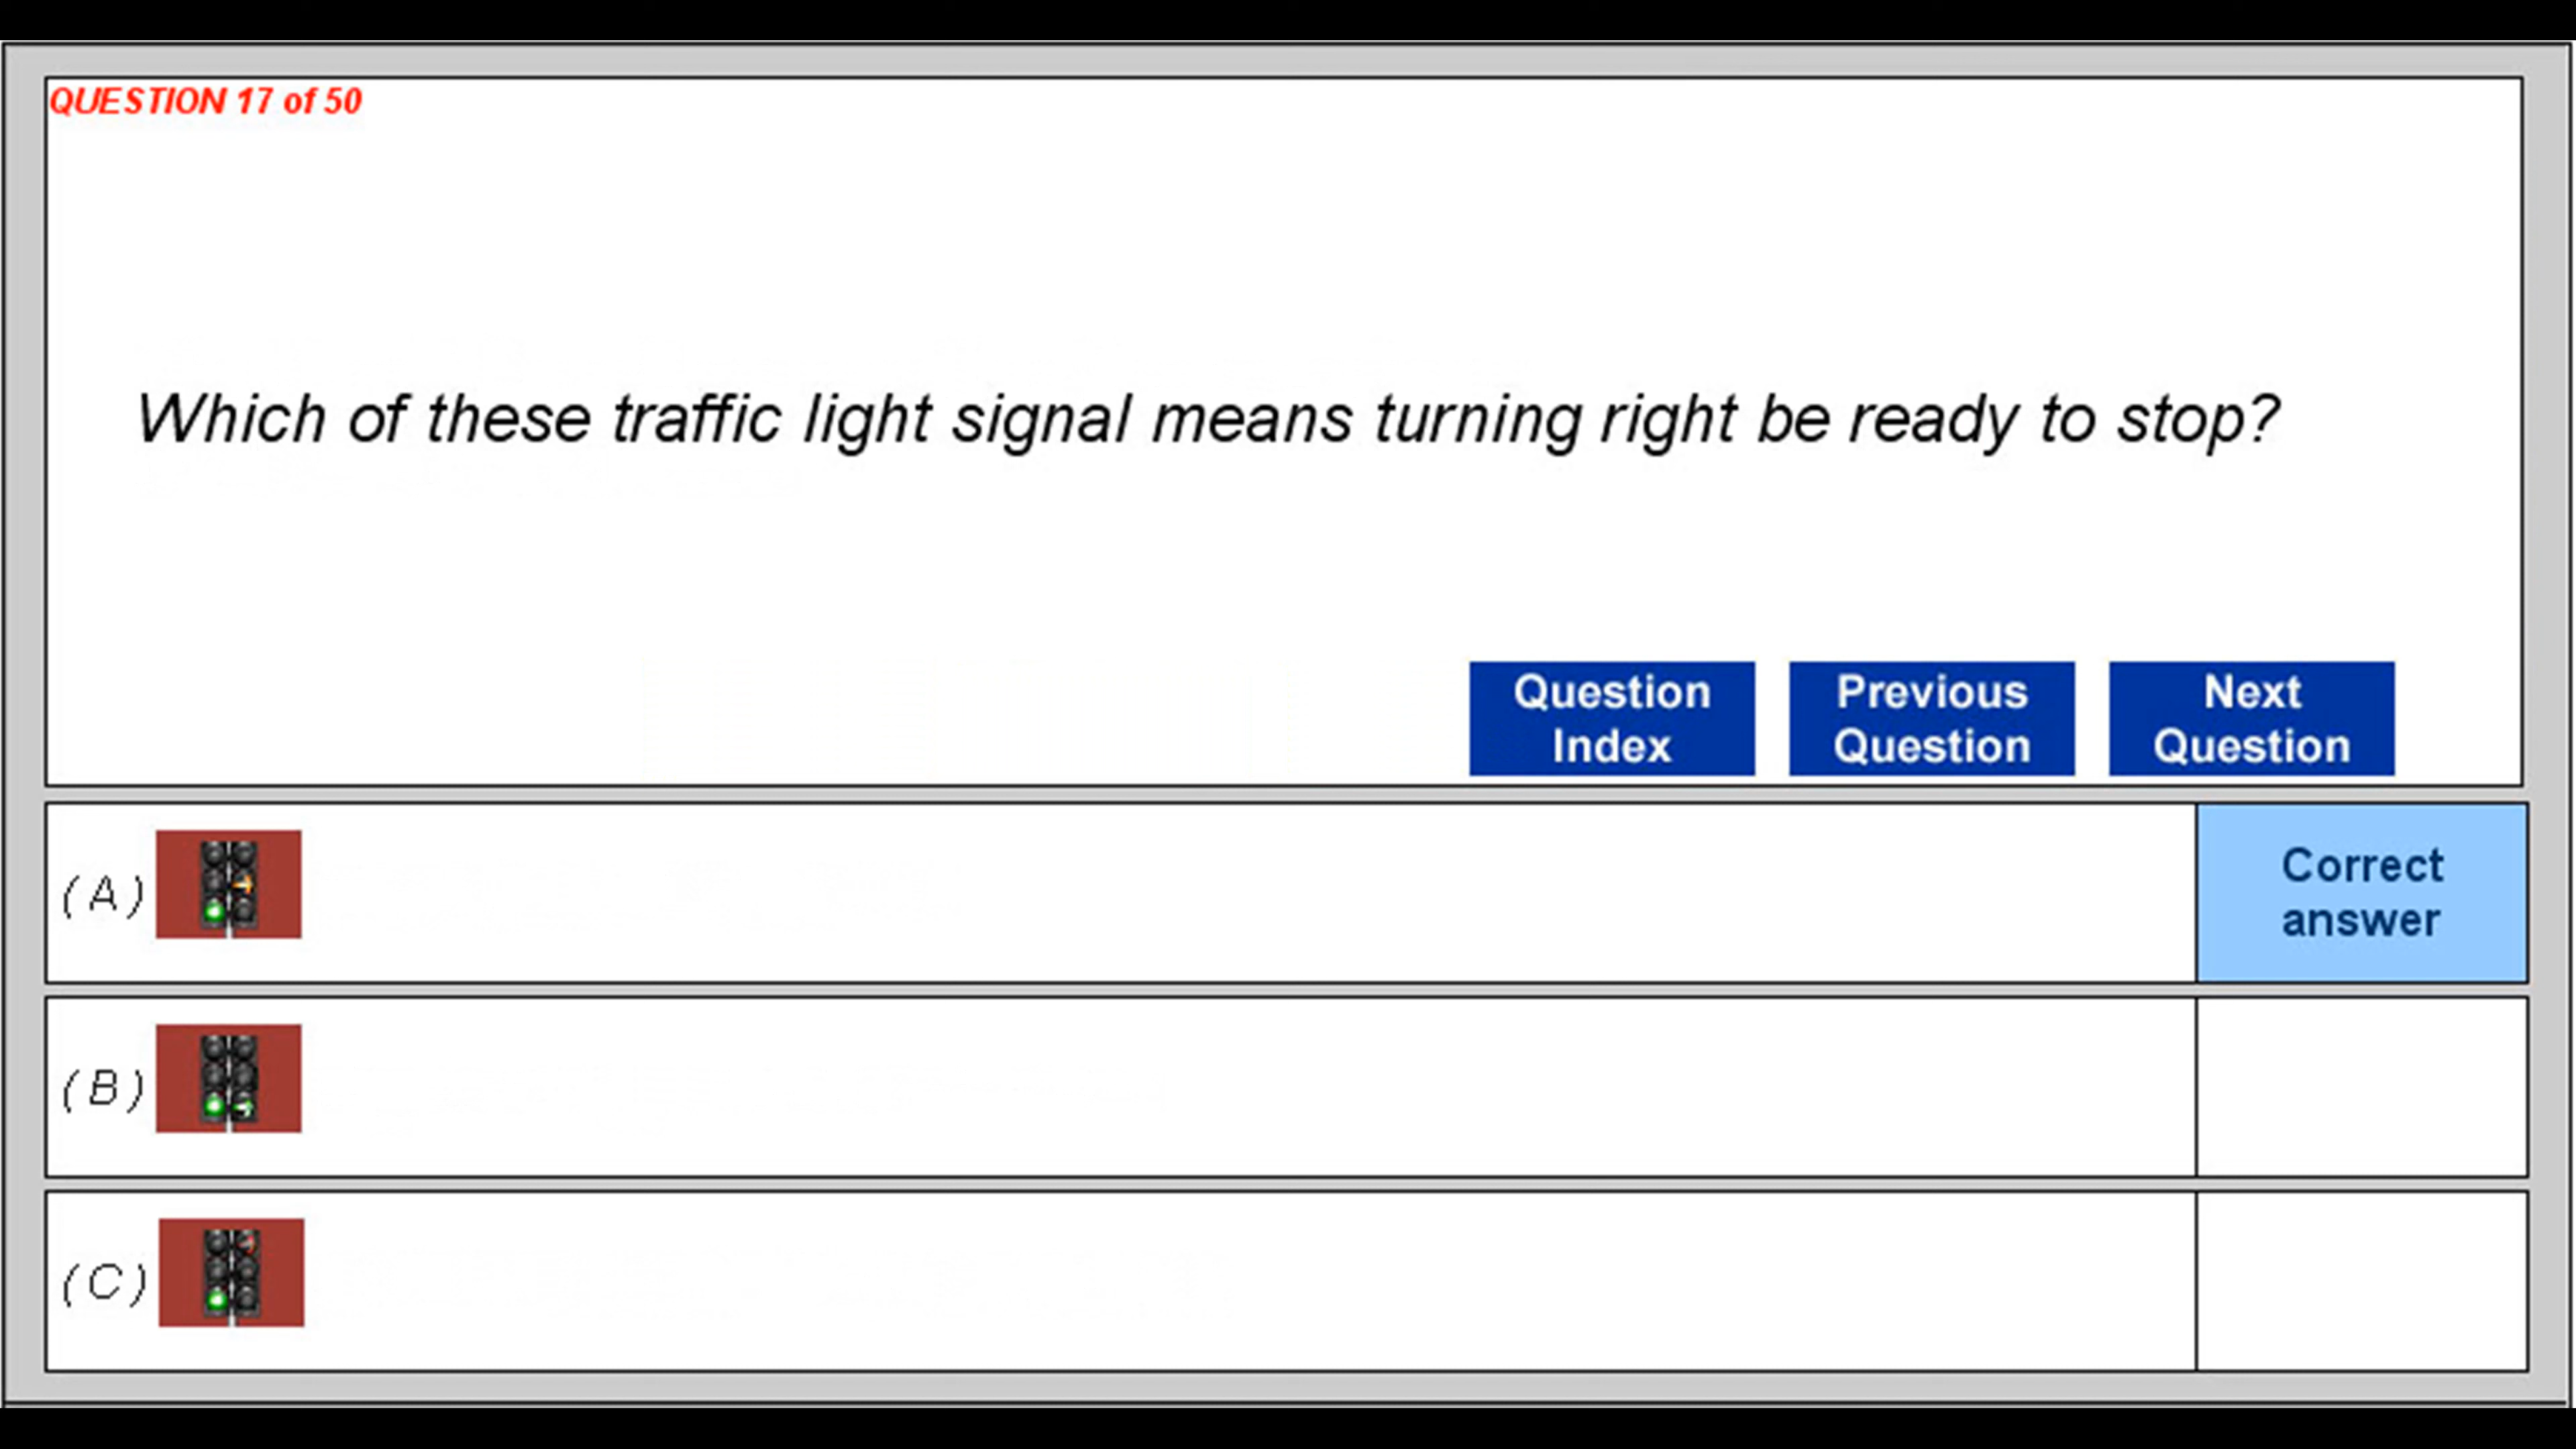 QUESTION 17 of 50
Which of these traffic light signal means turning right be ready to stop?
Question
Index
Previous
Question
Next
Question
(A)
Correct
answer
(B)
(C)